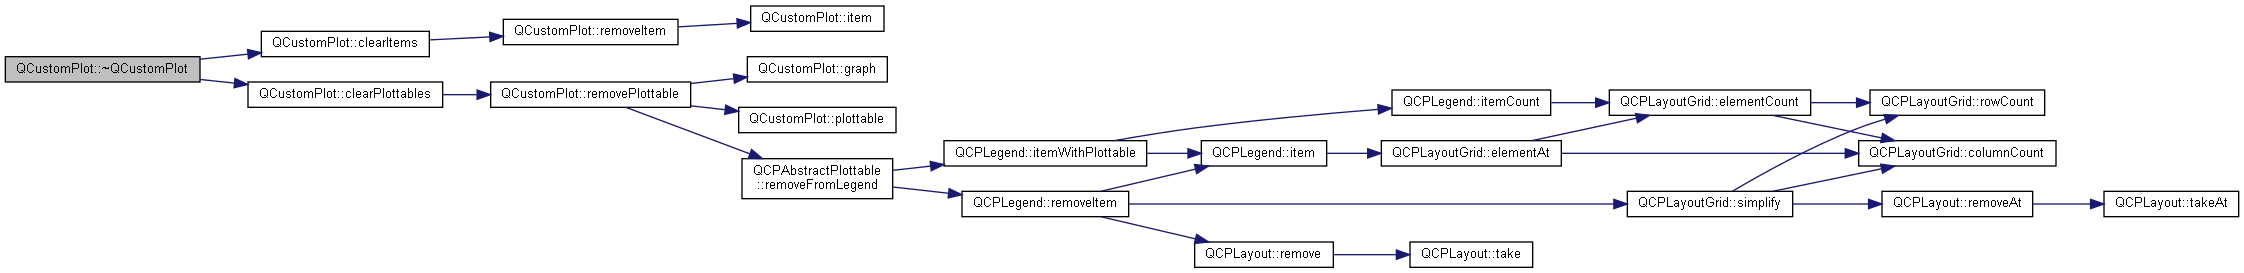 QCustomPlot::~QCustomPlot
QCustomPlot::clearItems
QCustomPlot::removeItem
QCustomPlot::item
QCustomPlot::clearPlottables
QCustomPlot::removePlottable
QCustomPlot::graph
QCustomPlot::plottable
QCPAbstractPlottable
::removeFromLegend
QCPLegend::itemWithPlottable
QCPLegend::removeItem
QCPLegend::item
QCPLayout::remove
QCPLegend::itemCount
QCPLayoutGrid::elementAt
QCPLayout::take
QCPLayoutGrid::elementCount
QCPLayoutGrid::simplify
QCPLayoutGrid::rowCount
QCPLayoutGrid::columnCount
QCPLayout::removeAt
QCPLayout::takeAt